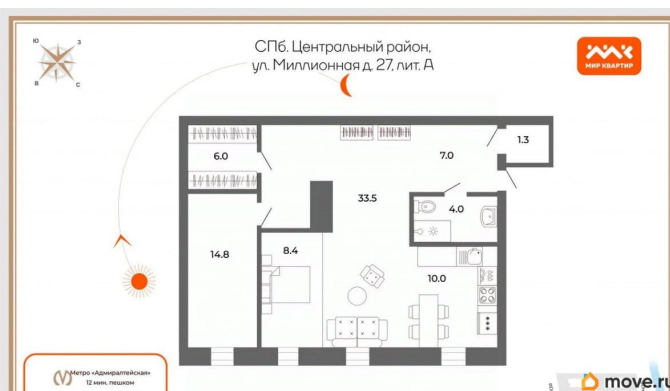 СПб. Центральный район,
ул. Миллионная д. 27, лит. А
МИР КВАРТИР
Ю
З
В
С
6.0
7.0
1.3
33.5
4.0
14.8
8.4
10.0
Метро «Адмиралтейская»
12 мин. пешком
move.ru